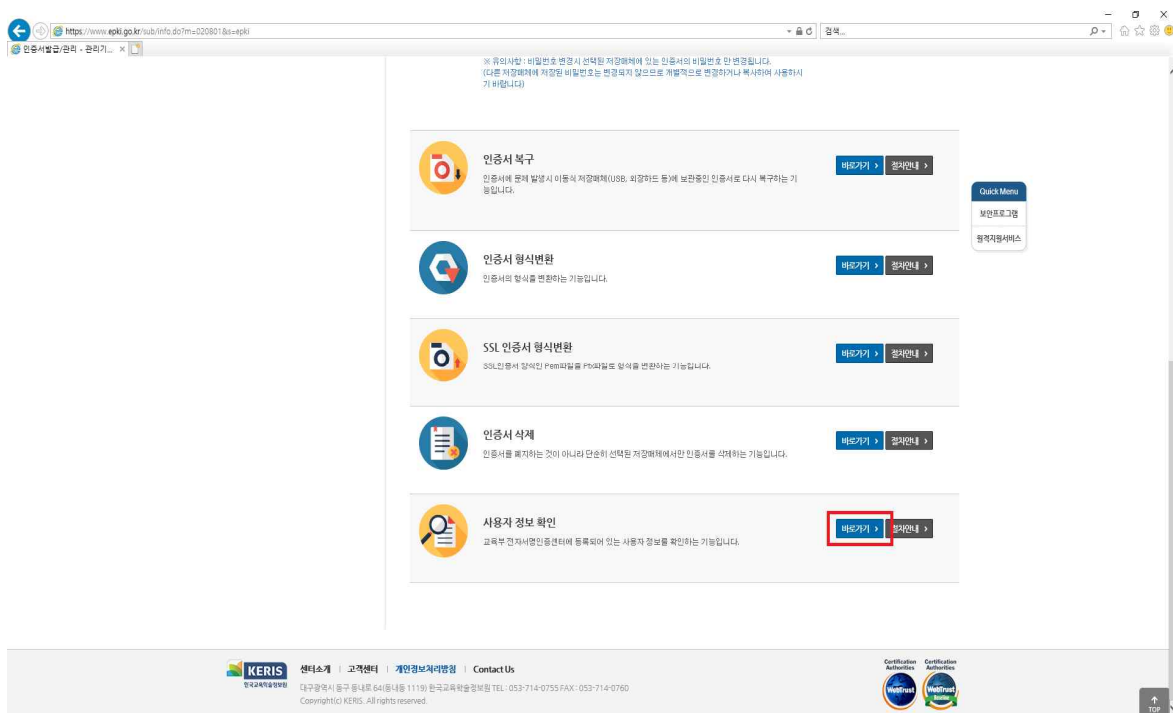 https://www.epki.go.kr/sub/info.do?m=020801&s=epki
검색...
인증서발급/관리 - 관리기...
※ 유의사항 : 비밀번호 변경시 선택된 저장매체에 있는 인증서의 비밀번호 만 변경됩니다.
(다른 저장매체에 저장된 비밀번호는 변경되지 않으므로 개별적으로 변경하거나 복사하여 사용하시
기 바랍니다)
인증서 복구
인증서에 문제 발생시 이동식 저장매체(USB, 외장하드 등)에 보관중인 인증서로 다시 복구하는 기
능입니다.
바로가기 >
절차안내 >
Quick Menu
보안프로그램
원격지원서비스
인증서 형식변환
인증서의 형식을 변환하는 기능입니다.
바로가기 >
절차안내 >
SSL 인증서 형식변환
SSL인증서 양식인 Pem파일을 Pfx파일로 형식을 변환하는 기능입니다.
바로가기 >
절차안내 >
인증서 삭제
인증서를 폐지하는 것이 아니라 단순히 선택된 저장매체에서만 인증서를 삭제하는 기능입니다.
바로가기 >
절차안내 >
사용자 정보 확인
교육부 전자서명인증센터에 등록되어 있는 사용자 정보를 확인하는 기능입니다.
바로가기 >
절차안내 >
KERIS
한국교육학술정보원
센터소개 | 고객센터 | 개인정보처리방침 | Contact Us
대구광역시 동구 동내로 64(동내동 1119) 한국교육학술정보원 TEL : 053-714-0755 FAX : 053-714-0760
Copyright(c) KERIS. All rights reserved.
Certification Authorities
WebTrust
Certification Authorities
WebTrust
TOP